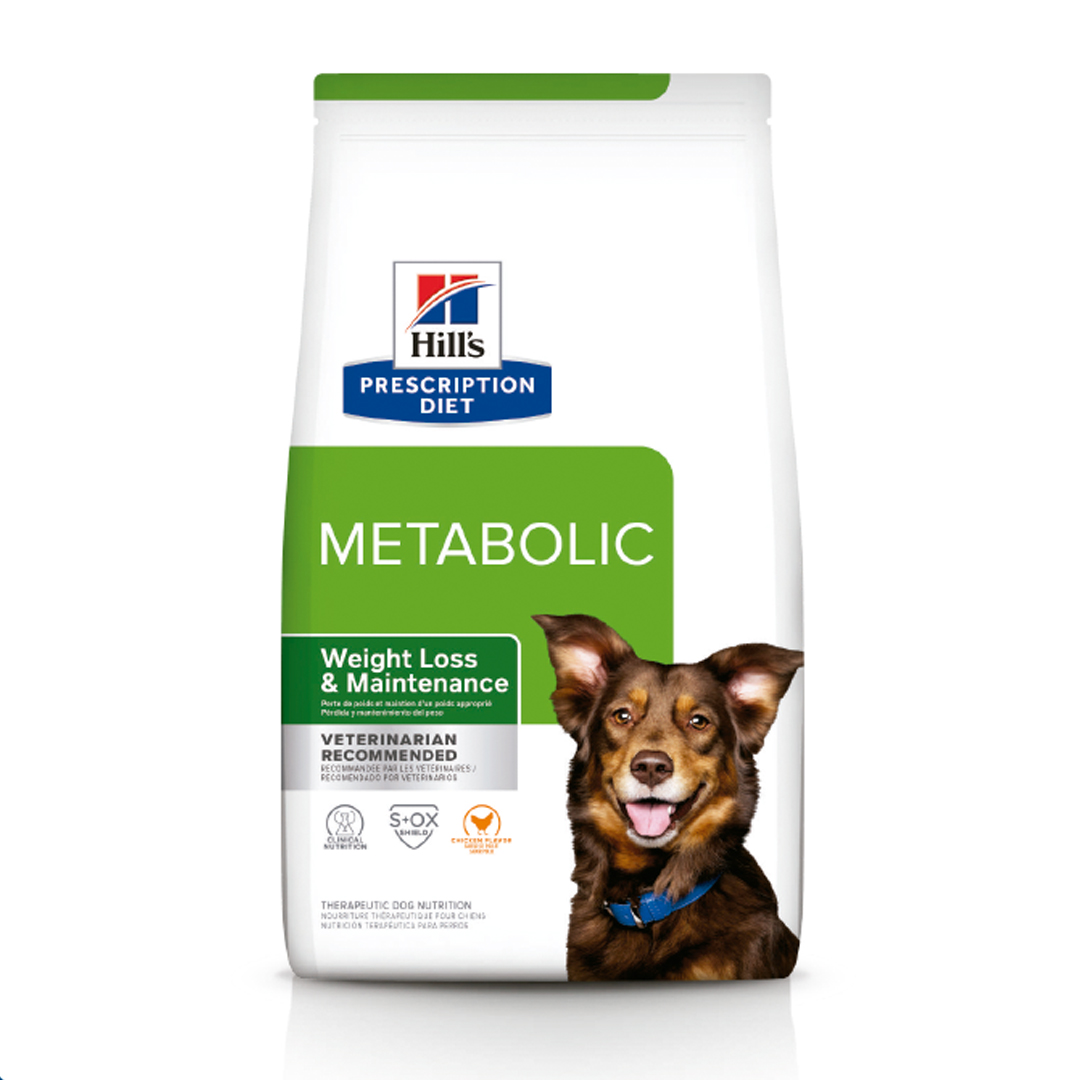 Hill's
PRESCRIPTION
DIET
METABOLIC
Weight Loss
& Maintenance
Perte de poids et maintien d'un poids approprié
Pérdida y mantenimiento del peso
VETERINARIAN
RECOMMENDED
RECOMMANDÉE PAR LES VÉTÉRINAIRES /
RECOMENDADO POR VETERINARIOS
CLINICAL
NUTRITION
S+OX
SHIELD
CHICKEN FLAVOR
THERAPEUTIC DOG NUTRITION
NOURRITURE THÉRAPEUTIQUE POUR CHIENS
NUTRICIÓN TERAPÉUTICA PARA PERROS